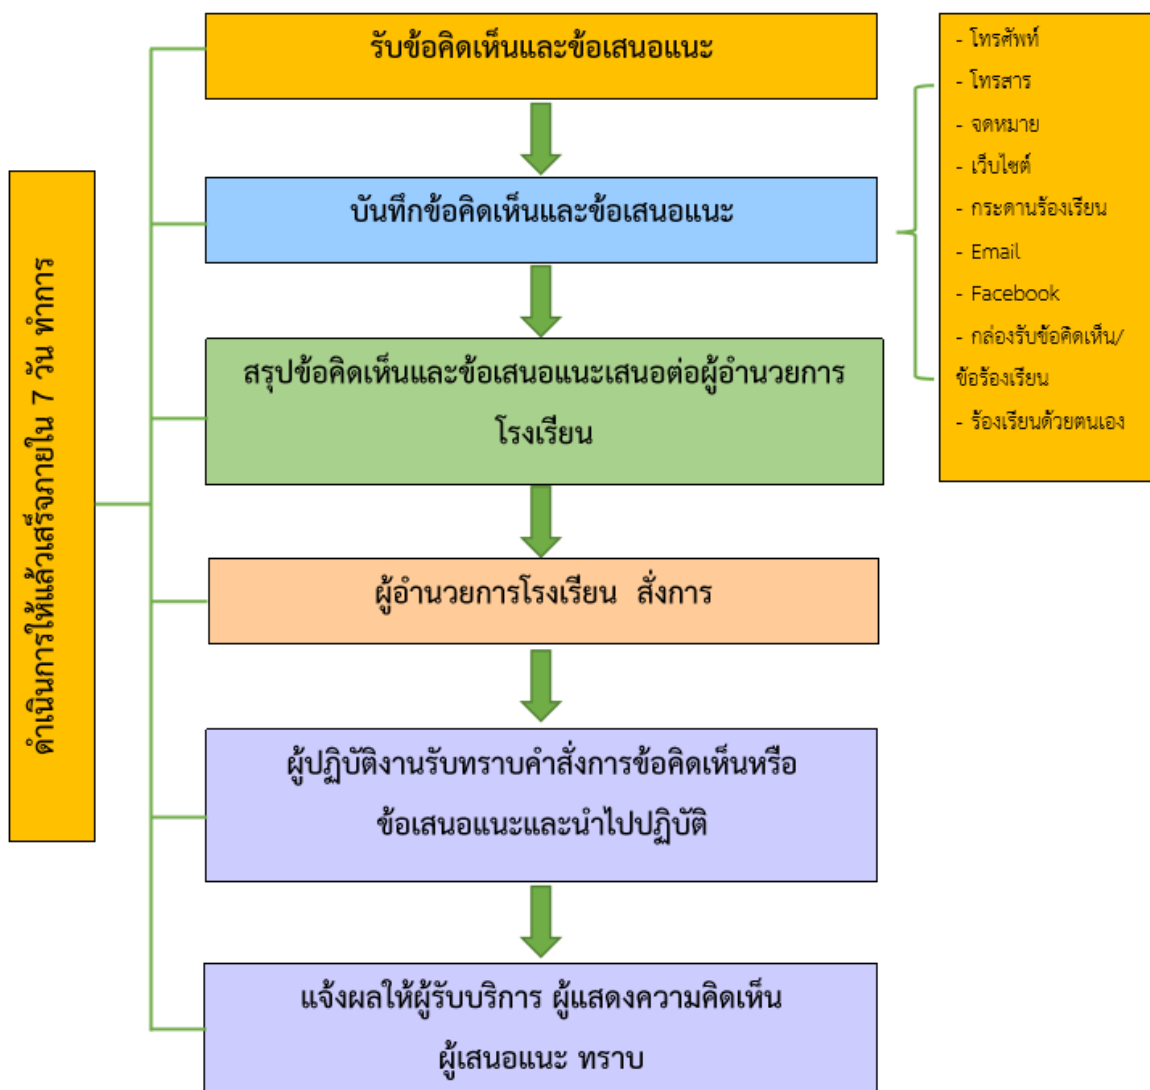 รับข้อคิดเห็นและข้อเสนอแนะ
บันทึกข้อคิดเห็นและข้อเสนอแนะ
สรุปข้อคิดเห็นและข้อเสนอแนะเสนอต่อผู้อำนวยการ
โรงเรียน
ผู้อำนวยการโรงเรียน สั่งการ
ผู้ปฏิบัติงานรับทราบคำสั่งการข้อคิดเห็นหรือ
ข้อเสนอแนะและนำไปปฏิบัติ
แจ้งผลให้ผู้รับบริการ ผู้แสดงความคิดเห็น
ผู้เสนอแนะ ทราบ
ดำเนินการให้แล้วเสร็จภายใน 7 วัน ทำการ
- โทรศัพท์
- โทรสาร
- จดหมาย
- เว็บไซต์
- กระดานร้องเรียน
- Email
- Facebook
- กล่องรับข้อคิดเห็น/
ข้อร้องเรียน
- ร้องเรียนด้วยตนเอง